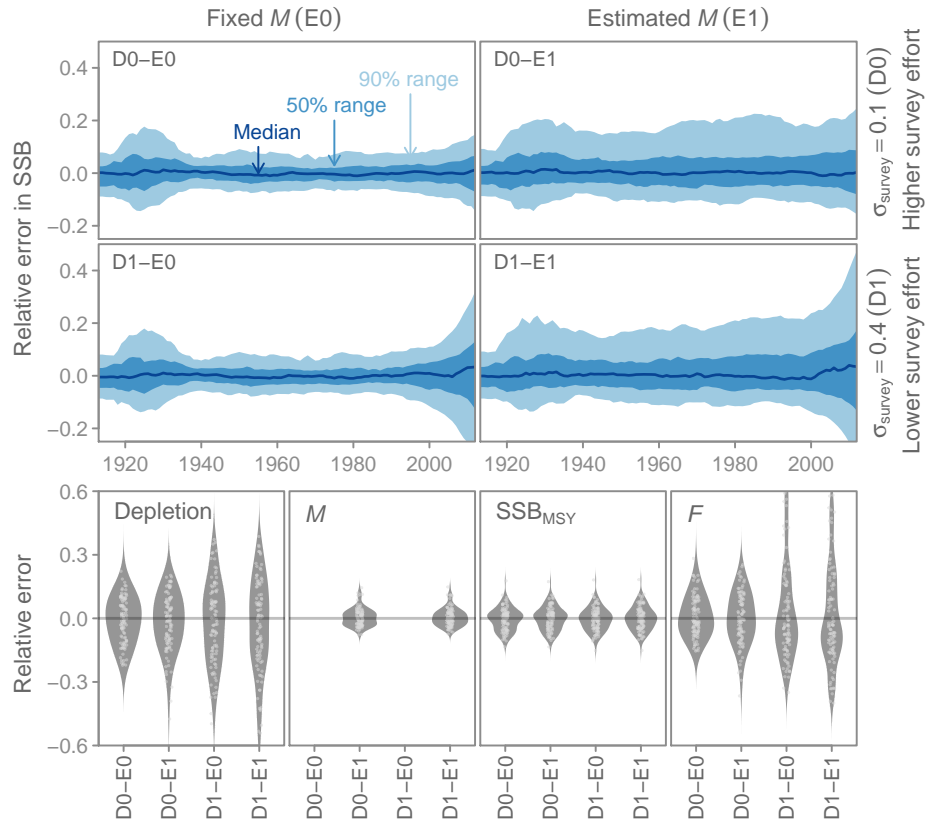 Fixed M (E0)
Estimated M (E1)
Relative error in SSB
0.4
0.2
0.0
−0.2
D0−E0
Median
50% range
90% range
D0−E1
σsurvey = 0.1 (D0)
Higher survey effort
0.4
0.2
0.0
−0.2
D1−E0
D1−E1
σsurvey = 0.4 (D1)
Lower survey effort
1920 1940 1960 1980 2000
1920 1940 1960 1980 2000
Relative error
0.6
0.3
0.0
−0.3
−0.6
Depletion
M
SSBMSY
F
D0−E0 D0−E1 D1−E0 D1−E1
D0−E0 D0−E1 D1−E0 D1−E1
D0−E0 D0−E1 D1−E0 D1−E1
D0−E0 D0−E1 D1−E0 D1−E1